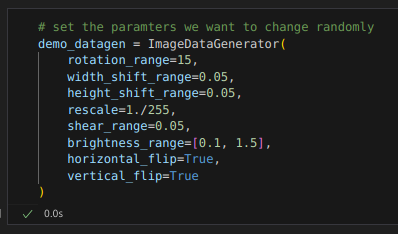 # set the paramters we want to change randomly
demo_datagen = ImageDataGenerator(
    rotation_range=15,
    width_shift_range=0.05,
    height_shift_range=0.05,
    rescale=1./255,
    shear_range=0.05,
    brightness_range=[0.1, 1.5],
    horizontal_flip=True,
    vertical_flip=True
)
✓ 0.0s